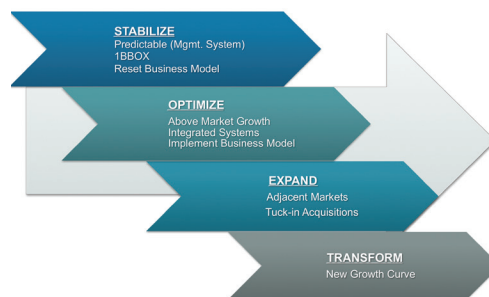 STABILIZE
Predictable (Mgmt. System)
1BBOX
Reset Business Model
OPTIMIZE
Above Market Growth
Integrated Systems
Implement Business Model
EXPAND
Adjacent Markets
Tuck-in Acquisitions
TRANSFORM
New Growth Curve